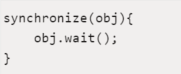 synchronize(obj){
    obj.wait();
}